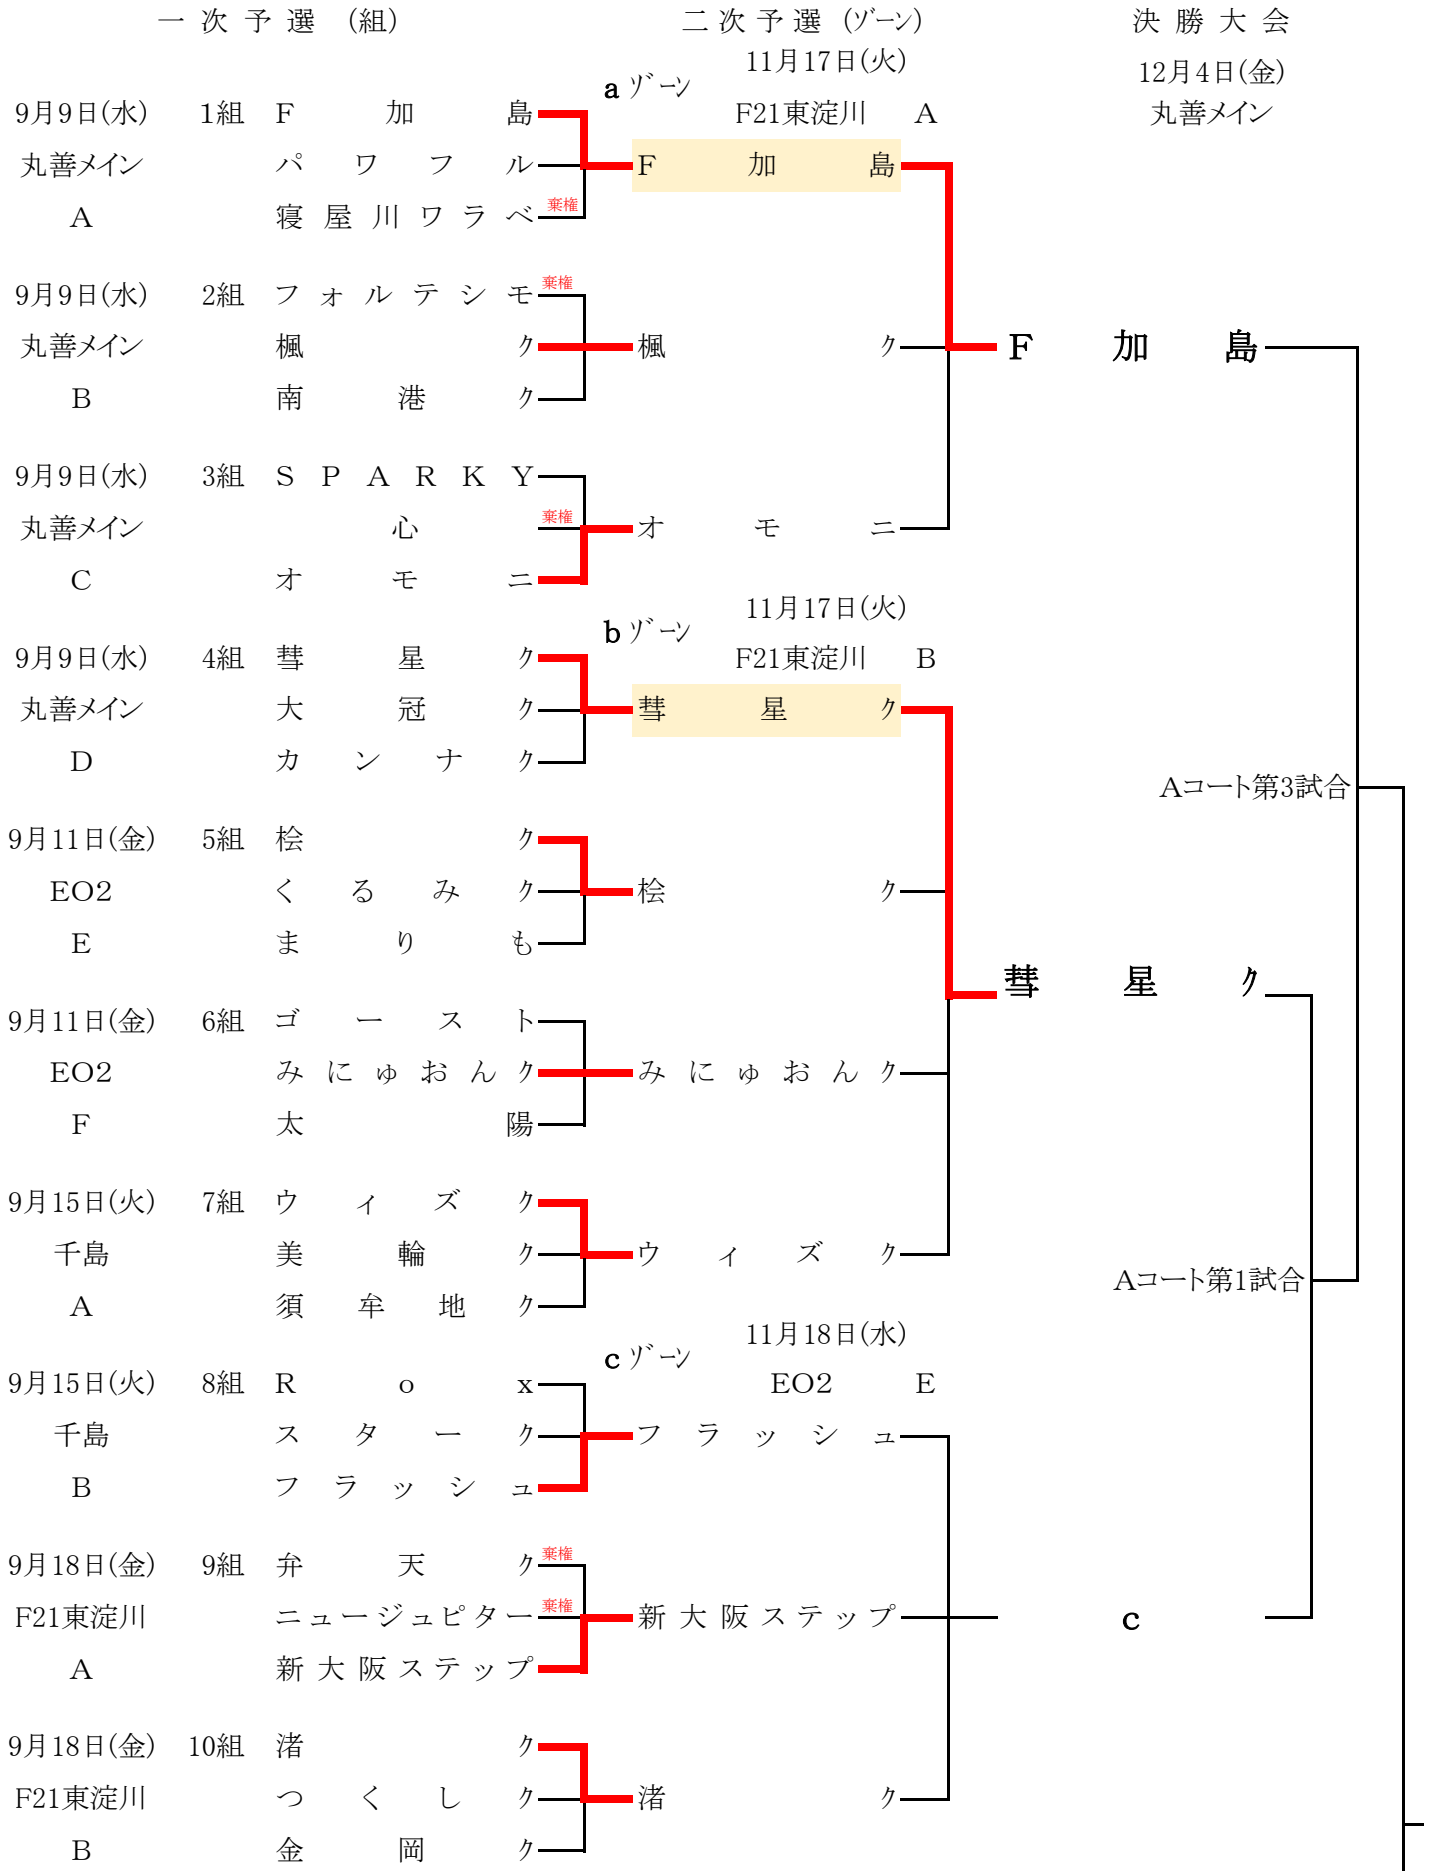 一次予選 (組) 二次予選 (ｿﾞｰﾝ) 決勝大会
11月17日(火)
12月4日(金)
aｿﾞｰﾝ
9月9日(水) 1組 F加島 F21東淀川 A 丸善メイン
丸善メイン パワフル F加島
A 寝屋川ワラベ 棄権
9月9日(水) 2組 フォルテシモ 棄権
丸善メイン 楓ｸ 楓ｸ F加島
B 南港ｸ
9月9日(水) 3組 SPARKY
丸善メイン 心 棄権 オモニ
C オモニ
11月17日(火)
bｿﾞｰﾝ
9月9日(水) 4組 彗星ｸ F21東淀川 B
丸善メイン 大冠ｸ 彗星ｸ
D カンナｸ
Aコート第3試合
9月11日(金) 5組 桧ｸ
EO2 くるみｸ 桧ｸ
E まりも
彗星ｸ
9月11日(金) 6組 ゴースト
EO2 みにゅおんｸ みにゅおんｸ
F 太陽
9月15日(火) 7組 ウィズｸ
千島 美輪ｸ ウィズｸ
Aコート第1試合
A 須牟地ｸ
11月18日(水)
cｿﾞｰﾝ
9月15日(火) 8組 Rox EO2 E
千島 スターｸ フラッシュ
B フラッシュ
9月18日(金) 9組 弁天ｸ 棄権
F21東淀川 ニュージュピター 棄権 新大阪ステップ c
A 新大阪ステップ
9月18日(金) 10組 渚ｸ
F21東淀川 つくしｸ 渚ｸ
B 金岡ｸ